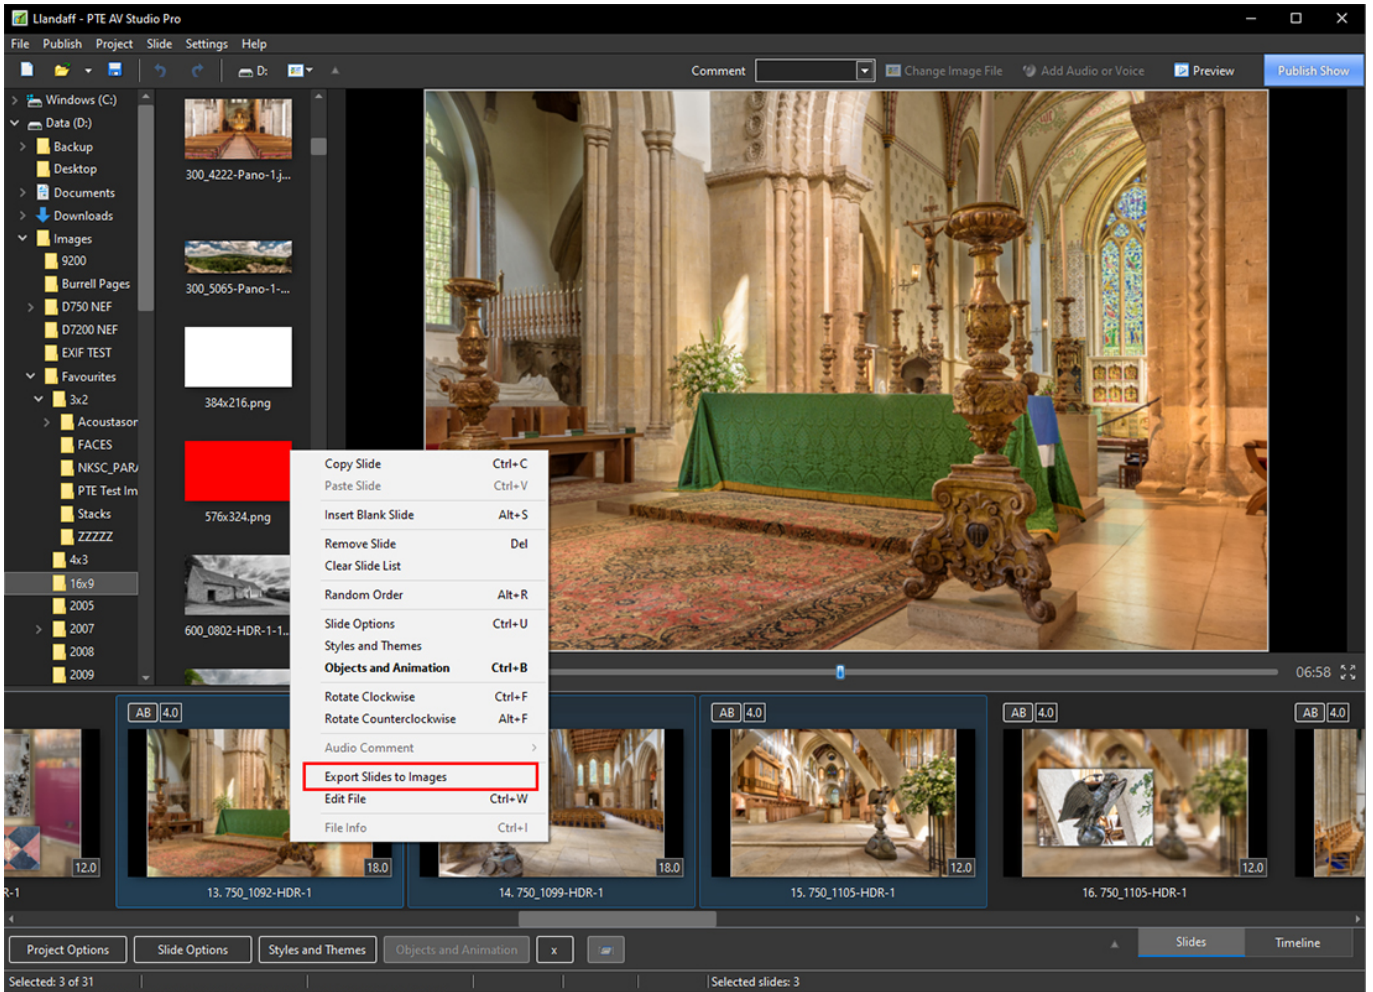 Llandaff - PTE AV Studio Pro
File Publish Project Slide Settings Help
D:
Comment
Change Image File
Add Audio or Voice
Preview
Publish Show
Windows (C:)
Data (D:)
Backup
Desktop
Documents
Downloads
Images
9200
Burrell Pages
D750 NEF
D7200 NEF
EXIF TEST
Favourites
3x2
Acoustasor
FACES
NKSC_PAR
PTE Test Im
Stacks
ZZZZZ
4x3
16x9
2005
2007
2008
2009
300_4222-Pano-1.j...
300_5065-Pano-1-...
384x216.png
576x324.png
600_0802-HDR-1-1...
Copy Slide Ctrl+C
Paste Slide Ctrl+V
Insert Blank Slide Alt+S
Remove Slide Del
Clear Slide List
Random Order Alt+R
Slide Options Ctrl+U
Styles and Themes
Objects and Animation Ctrl+B
Rotate Clockwise Ctrl+F
Rotate Counterclockwise Alt+F
Audio Comment
Export Slides to Images
Edit File Ctrl+W
File Info Ctrl+I
06:58
AB 4.0
AB 4.0
AB 4.0
AB 4.0
12.0
18.0
18.0
12.0
12.0
R-1
13. 750_1092-HDR-1
14. 750_1099-HDR-1
15. 750_1105-HDR-1
16. 750_1105-HDR-1
Project Options
Slide Options
Styles and Themes
Objects and Animation
x
Slides
Timeline
Selected: 3 of 31
Selected slides: 3